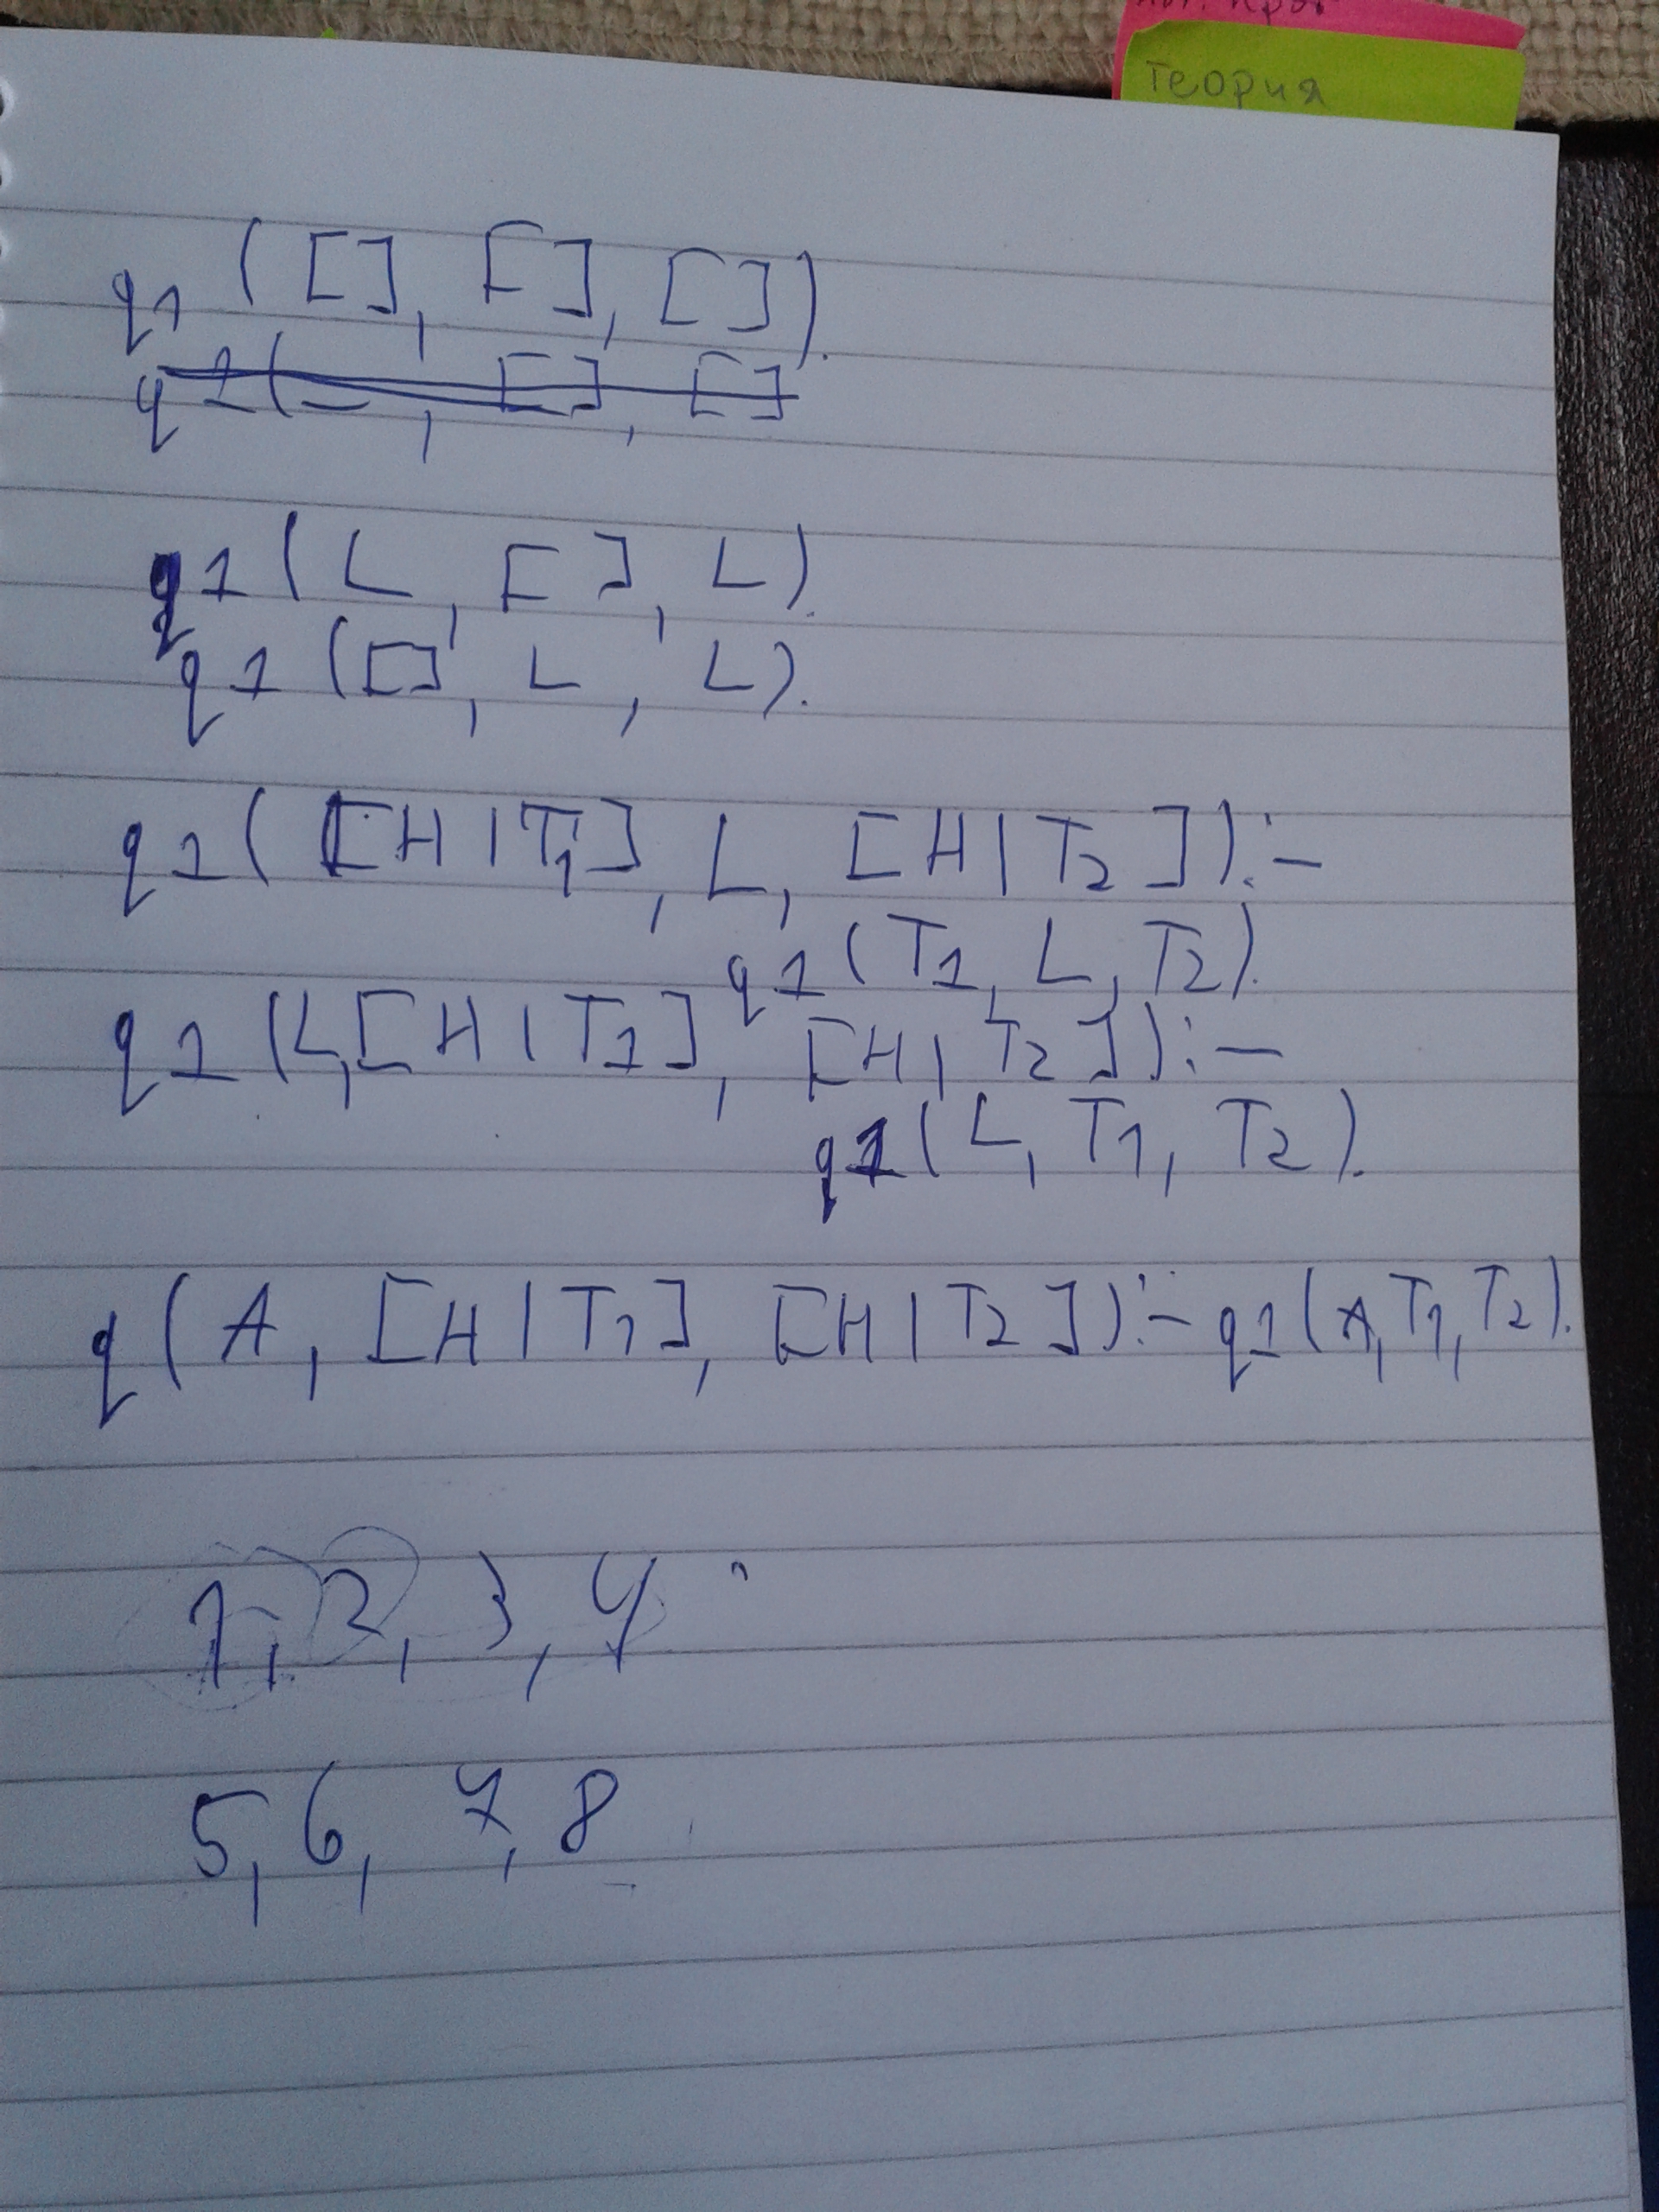 теория
q1([], [], []).
q1(_, [], []
q1(L, [], L).
q1([], L, L).
q1([H|T1], L, [H|T2]):-
q1(T1, L, T2).
q1(L,[H|T1], [H|T2]):-
q1(L, T1, T2).
q(A, [H|T1], [H|T2]):- q1(A,T1,T2).
1, 2, 3, 4
5, 6, 7, 8